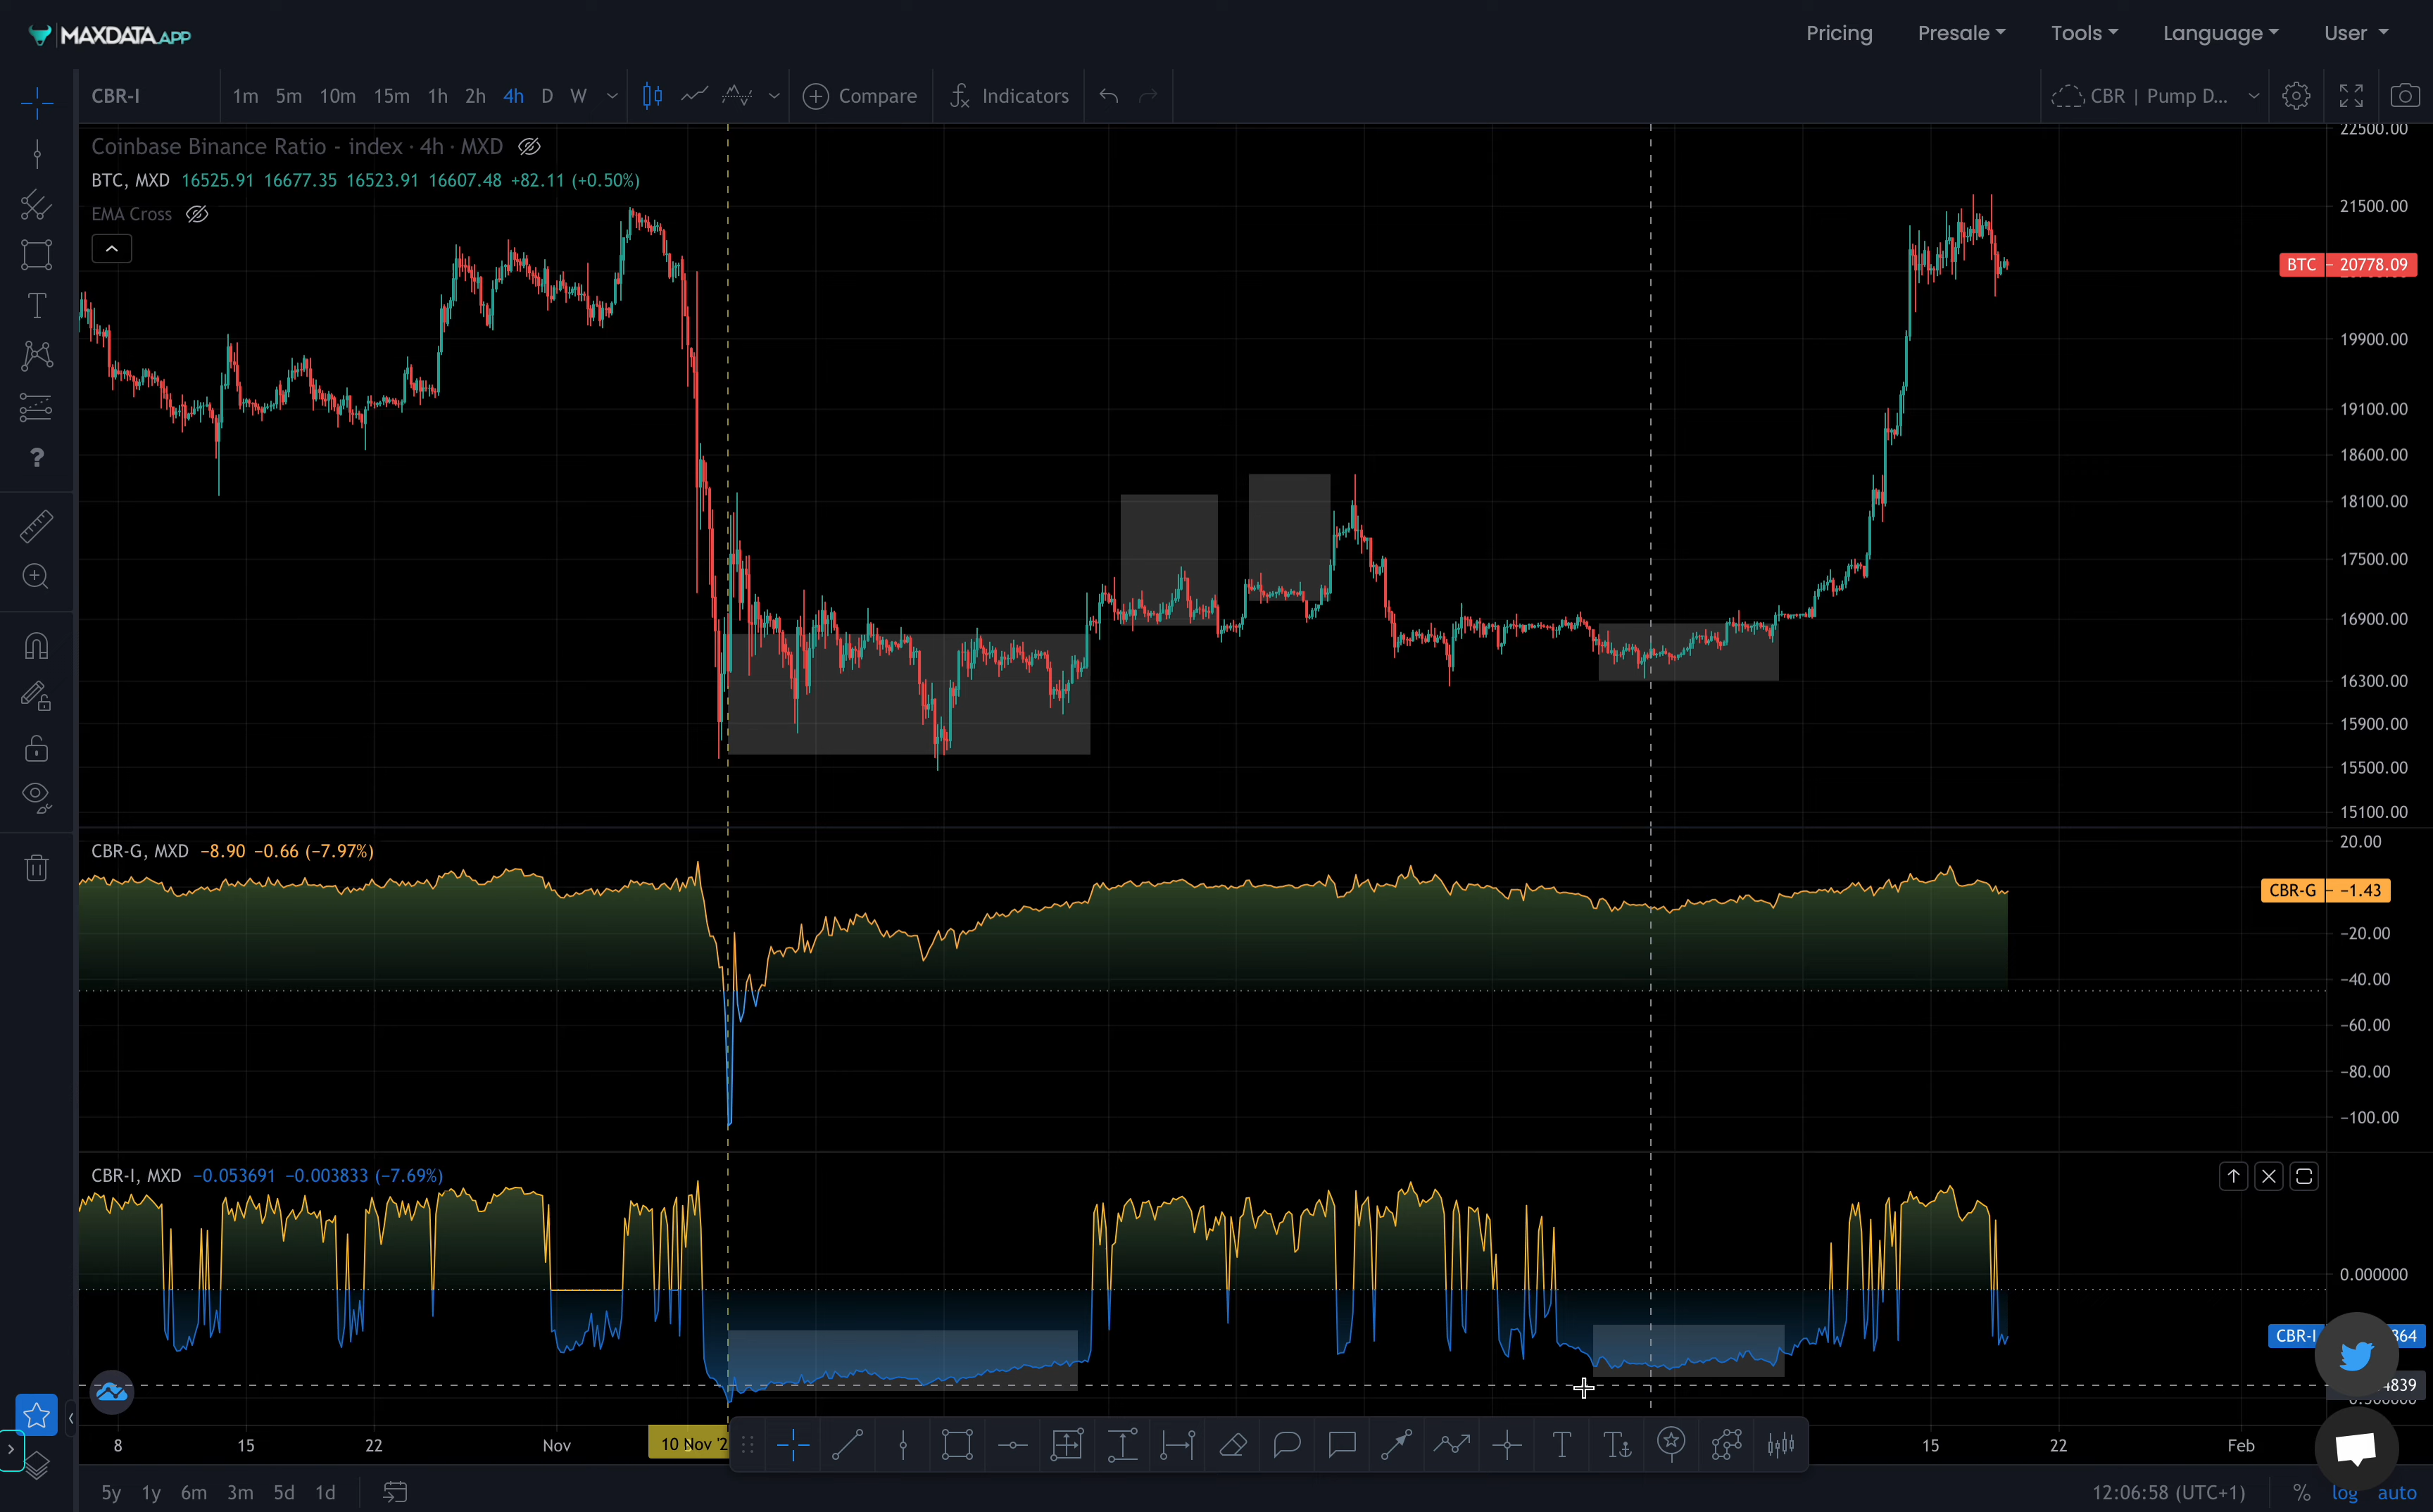 MAXDATA.APP
Pricing Presale Tools Language User
CBR-I 1m 5m 10m 15m 1h 2h 4h D W Compare Indicators CBR | Pump D...
Coinbase Binance Ratio - index · 4h · MXD
BTC, MXD 16525.91 16677.35 16523.91 16607.48 +82.11 (+0.50%)
EMA Cross
22500.00
21500.00
BTC 20778.09
19900.00
19100.00
18600.00
18100.00
17500.00
16900.00
16300.00
15900.00
15500.00
15100.00
CBR-G, MXD −8.90 −0.66 (−7.97%)
20.00
CBR-G −1.43
−20.00
−40.00
−60.00
−80.00
−100.00
CBR-I, MXD −0.053691 −0.003833 (−7.69%)
0.000000
CBR-I 364
4839
8 15 22 Nov 10 Nov '2 15 22 Feb
5y 1y 6m 3m 5d 1d 12:06:58 (UTC+1) % log auto